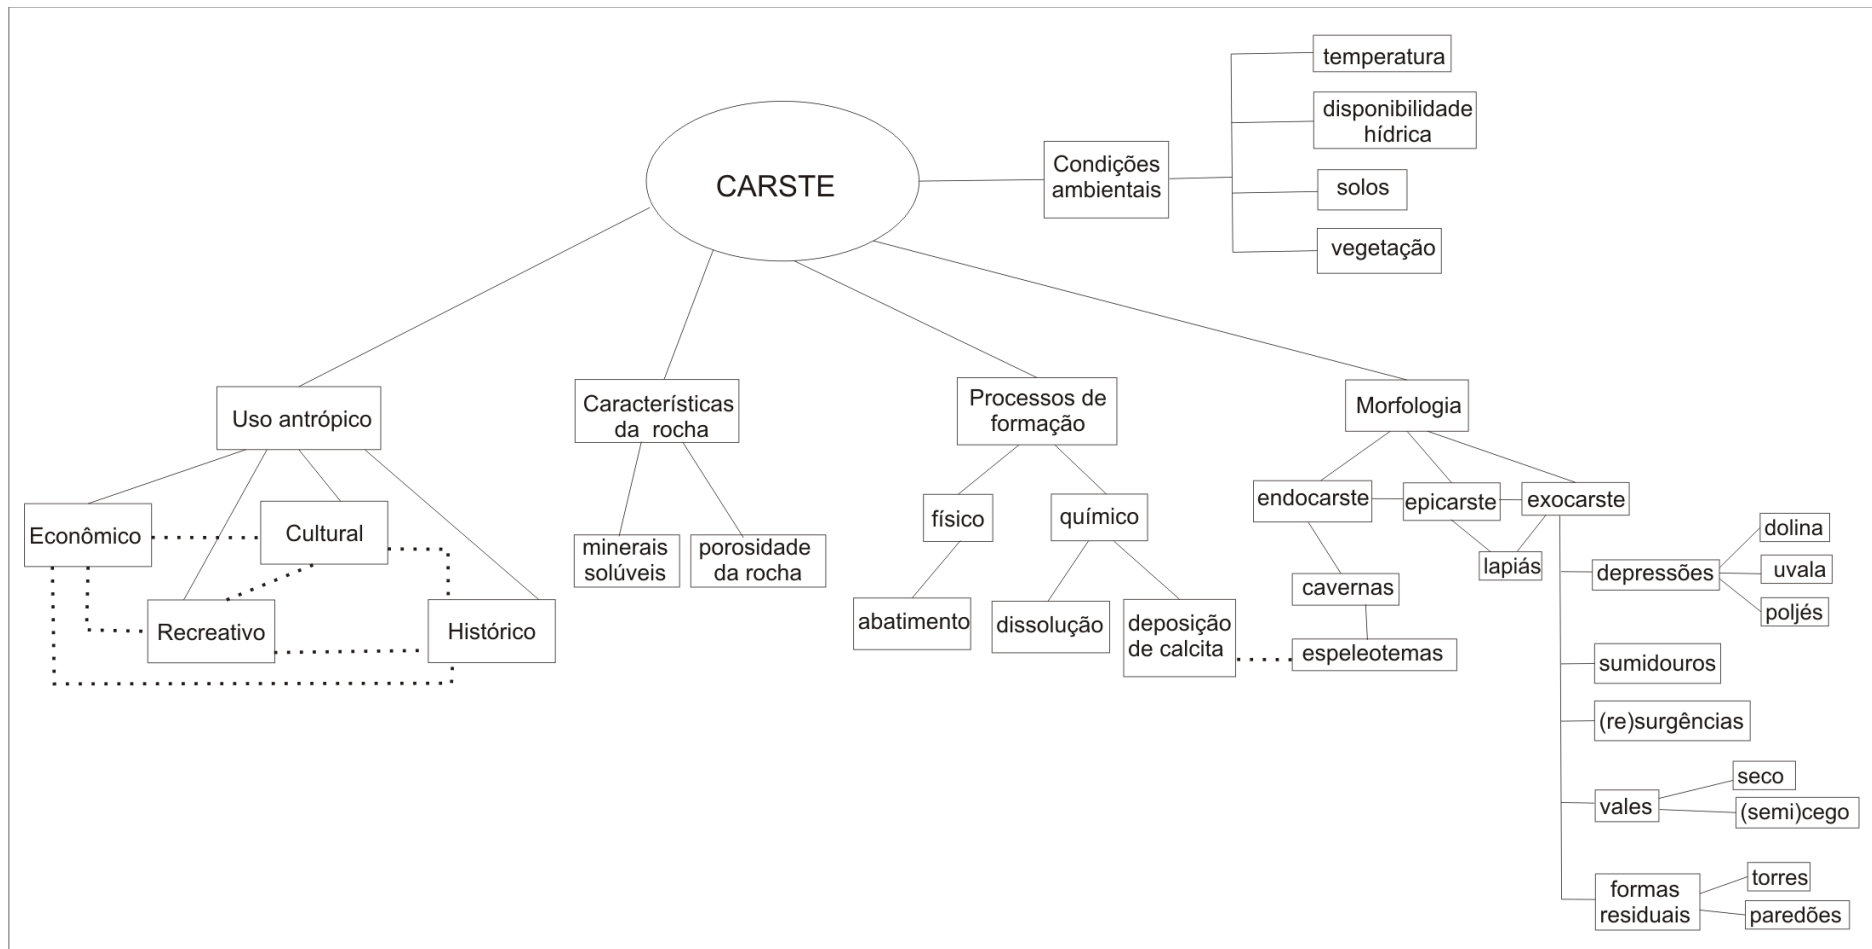 CARSTE
Condições
ambientais
temperatura
disponibilidade
hídrica
solos
vegetação
Uso antrópico
Econômico
Cultural
Recreativo
Histórico
Características
da rocha
minerais
solúveis
porosidade
da rocha
Processos de
formação
físico
químico
abatimento
dissolução
deposição
de calcita
Morfologia
endocarste
epicarste
exocarste
lapiás
cavernas
espeleotemas
depressões
dolina
uvala
poljés
sumidouros
(re)surgências
vales
seco
(semi)cego
formas
residuais
torres
paredões